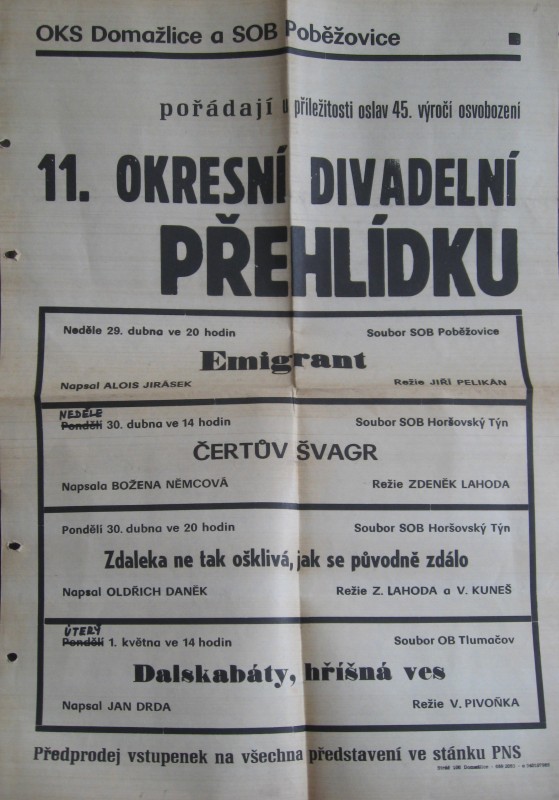 OKS Domažlice a SOB Poběžovice
pořádají u příležitosti oslav 45. výročí osvobození
11. OKRESNÍ DIVADELNÍ
PŘEHLÍDKU
Neděle 29. dubna ve 20 hodin Soubor SOB Poběžovice
Emigrant
Napsal ALOIS JIRÁSEK Režie JIŘÍ PELIKÁN
NEDĚLE
Pondělí 30. dubna ve 14 hodin Soubor SOB Horšovský Týn
ČERTŮV ŠVAGR
Napsala BOŽENA NĚMCOVÁ Režie ZDENĚK LAHODA
Pondělí 30. dubna ve 20 hodin Soubor SOB Horšovský Týn
Zdaleka ne tak ošklivá, jak se původně zdálo
Napsal OLDŘICH DANĚK Režie Z. LAHODA a V. KUNEŠ
ÚTERÝ
Pondělí 1. května ve 14 hodin Soubor OB Tlumačov
Dalskabáty, hříšná ves
Napsal JAN DRDA Režie V. PIVOŇKA
Předprodej vstupenek na všechna představení ve stánku PNS